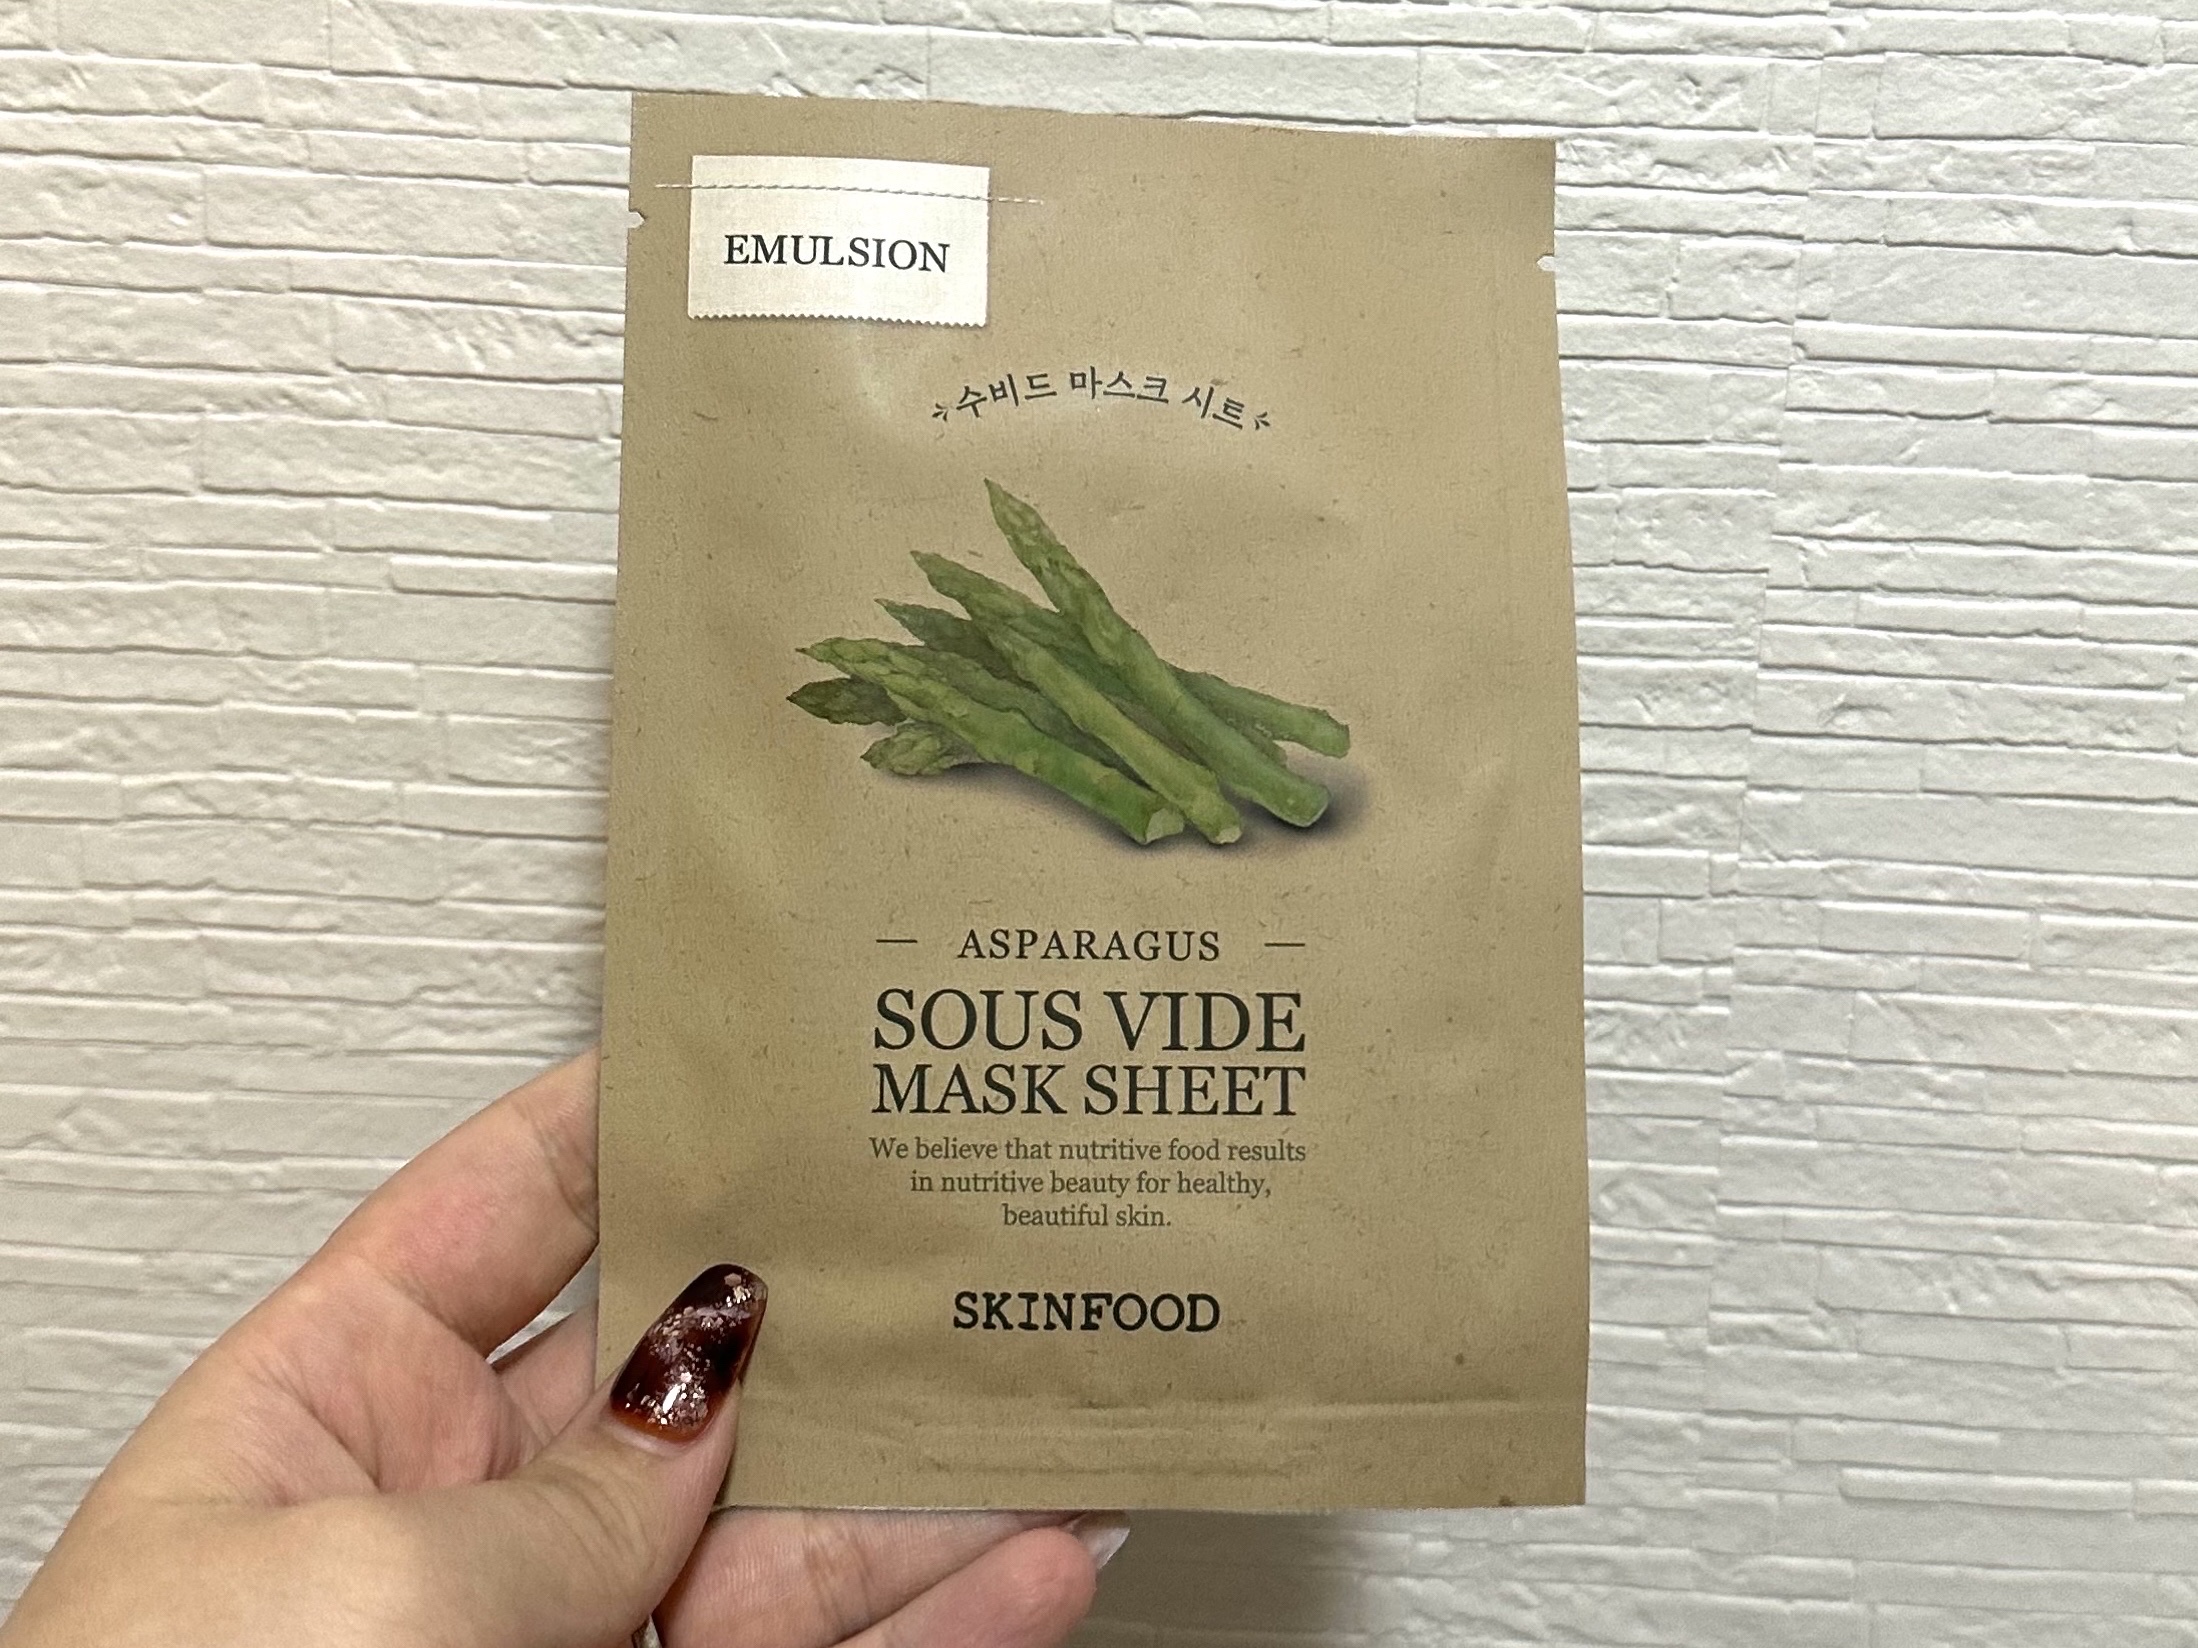 EMULSION
수비드 마스크 시트
ASPARAGUS
SOUS VIDE
MASK SHEET
We believe that nutritive food results
in nutritive beauty for healthy,
beautiful skin.
SKINFOOD